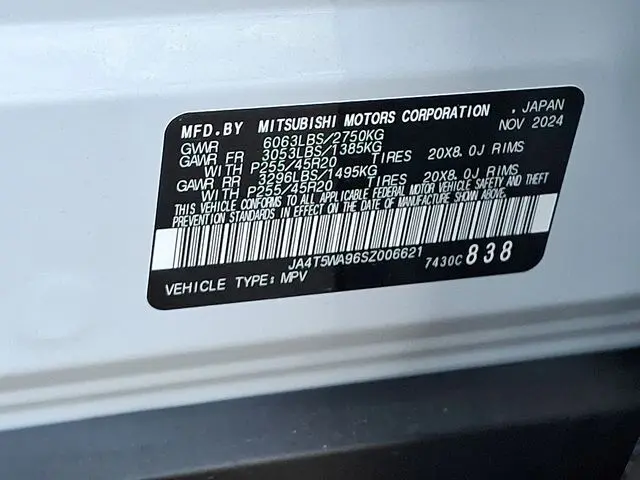 MFD.BY MITSUBISHI MOTORS CORPORATION . JAPAN
GVWR 6063LBS/2750KG NOV 2024
GAWR FR 3053LBS/1385KG
WITH P255/45R20 TIRES 20X8.0J RIMS
GAWR RR 3296LBS/1495KG
WITH P255/45R20 TIRES 20X8.0J RIMS
THIS VEHICLE CONFORMS TO ALL APPLICABLE FEDERAL MOTOR VEHICLE SAFETY AND THEFT
PREVENTION STANDARDS IN EFFECT ON THE DATE OF MANUFACTURE SHOWN ABOVE.
JA4T5WA96SZ006621 7430C 838
VEHICLE TYPE: MPV